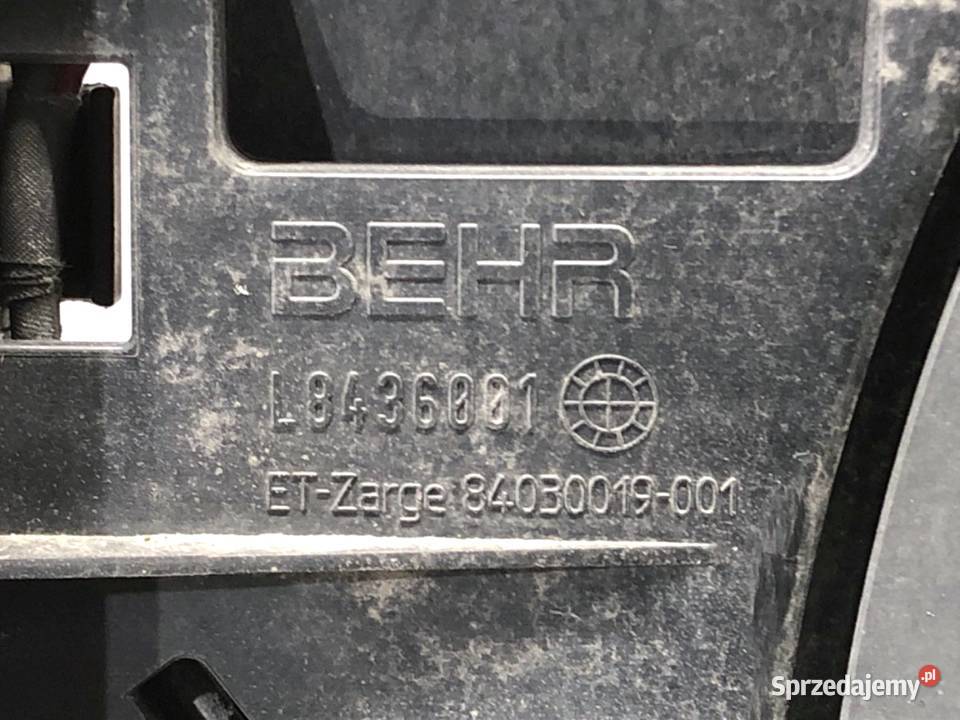 BEHR
L8436001
ET-Zarge 84030019-001
Sprzedajemy.pl